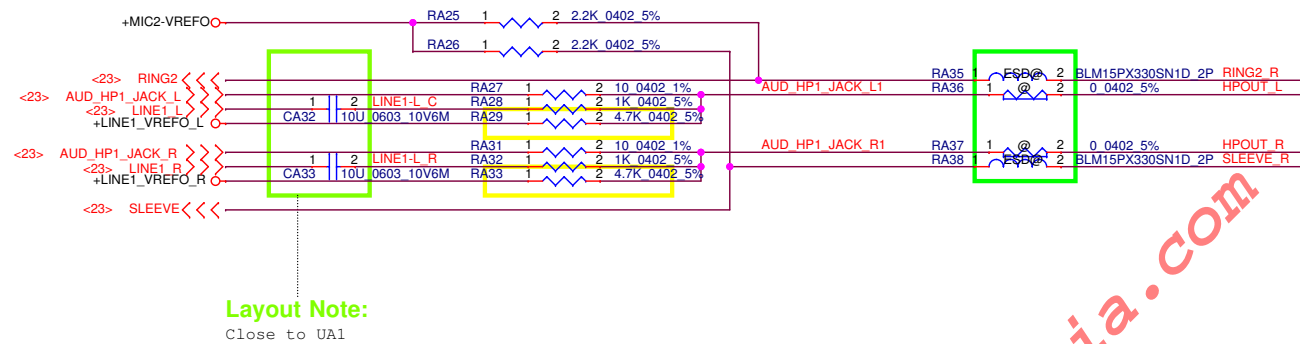 +MIC2-VREFO RA25 1 2 2.2K_0402_5%
RA26 1 2 2.2K_0402_5%
<23> RING2 RA35 1 ESD@ 2 BLM15PX330SN1D_2P RING2_R
<23> AUD_HP1_JACK_L RA27 1 2 10_0402_1% AUD_HP1_JACK_L1 RA36 1 @ 2 0_0402_5% HPOUT_L
<23> LINE1_L 1 2 LINE1-L_C RA28 1 2 1K_0402_5%
+LINE1_VREFO_L CA32 10U_0603_10V6M RA29 1 2 4.7K_0402_5%
<23> AUD_HP1_JACK_R RA31 1 2 10_0402_1% AUD_HP1_JACK_R1 RA37 1 @ 2 0_0402_5% HPOUT_R
<23> LINE1_R 1 2 LINE1-L_R RA32 1 2 1K_0402_5% RA38 1 ESD@ 2 BLM15PX330SN1D_2P SLEEVE_R
+LINE1_VREFO_R CA33 10U_0603_10V6M RA33 1 2 4.7K_0402_5%
<23> SLEEVE
Layout Note:
Close to UA1
ia.com